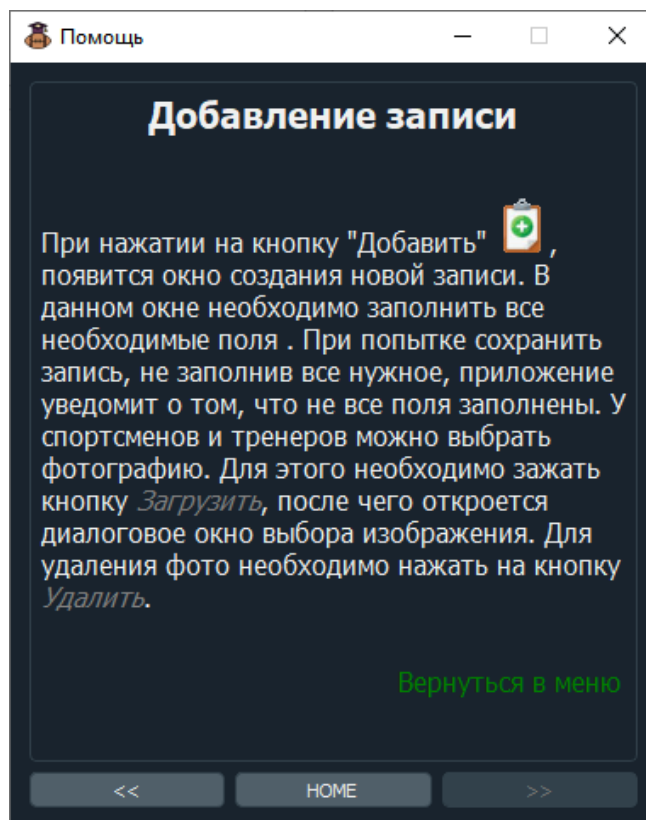 Помощь
Добавление записи
При нажатии на кнопку "Добавить" ,
появится окно создания новой записи. В
данном окне необходимо заполнить все
необходимые поля . При попытке сохранить
запись, не заполнив все нужное, приложение
уведомит о том, что не все поля заполнены. У
спортсменов и тренеров можно выбрать
фотографию. Для этого необходимо зажать
кнопку Загрузить, после чего откроется
диалоговое окно выбора изображения. Для
удаления фото необходимо нажать на кнопку
Удалить.
Вернуться в меню
<< HOME >>